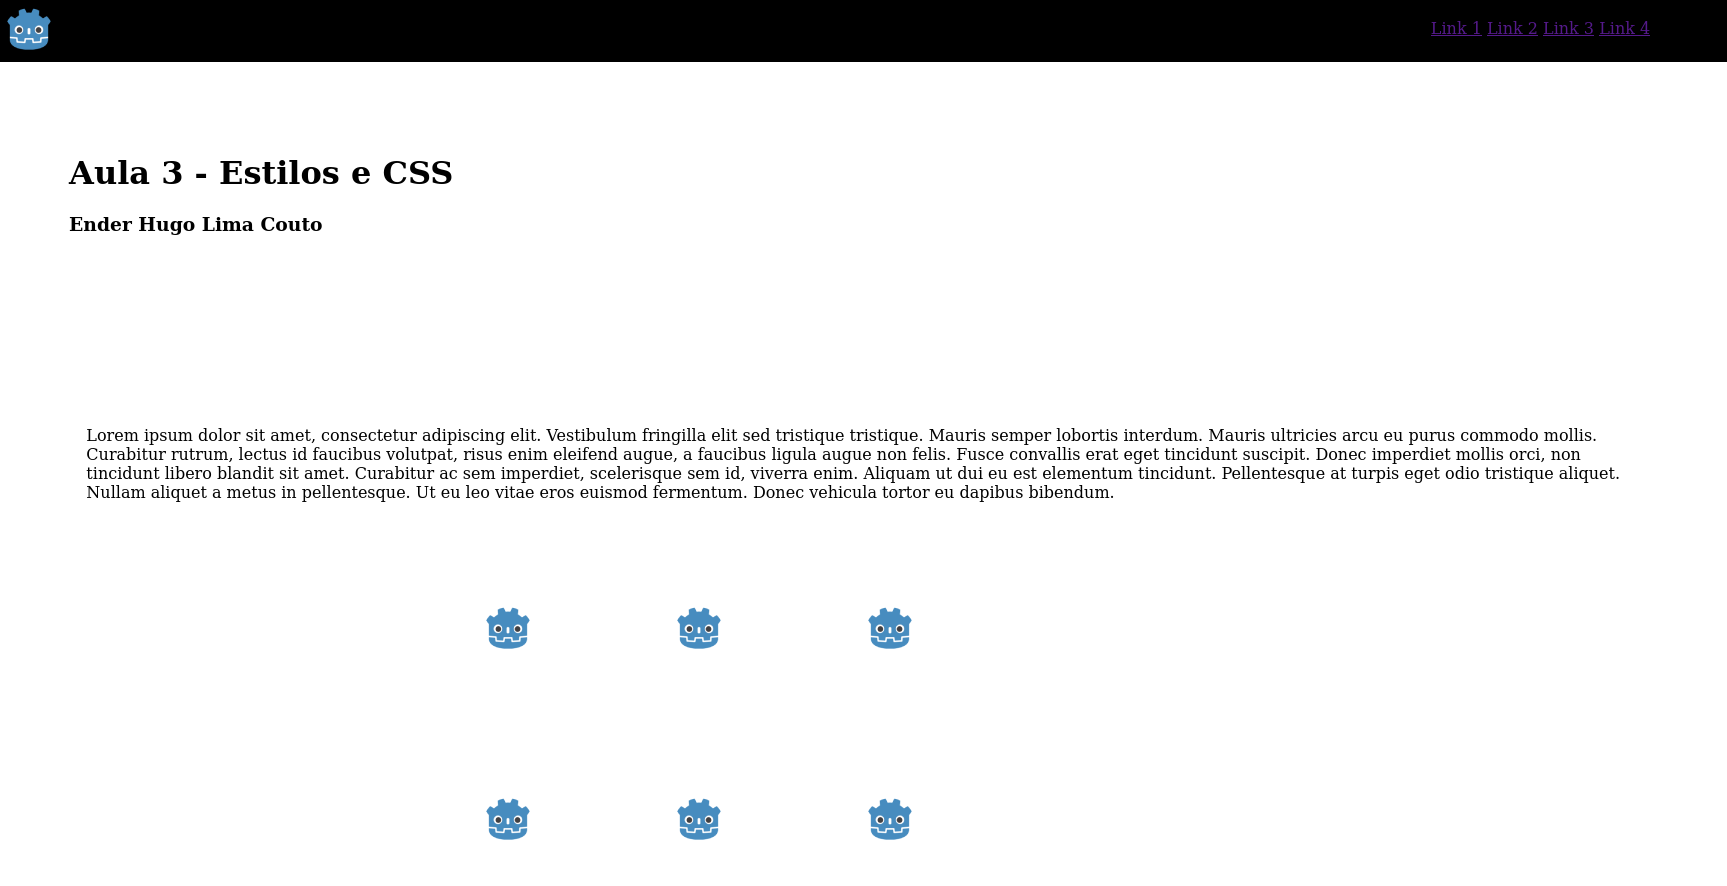 Link 1 Link 2 Link 3 Link 4
Aula 3 - Estilos e CSS
Ender Hugo Lima Couto
Lorem ipsum dolor sit amet, consectetur adipiscing elit. Vestibulum fringilla elit sed tristique tristique. Mauris semper lobortis interdum. Mauris ultricies arcu eu purus commodo mollis.
Curabitur rutrum, lectus id faucibus volutpat, risus enim eleifend augue, a faucibus ligula augue non felis. Fusce convallis erat eget tincidunt suscipit. Donec imperdiet mollis orci, non
tincidunt libero blandit sit amet. Curabitur ac sem imperdiet, scelerisque sem id, viverra enim. Aliquam ut dui eu est elementum tincidunt. Pellentesque at turpis eget odio tristique aliquet.
Nullam aliquet a metus in pellentesque. Ut eu leo vitae eros euismod fermentum. Donec vehicula tortor eu dapibus bibendum.